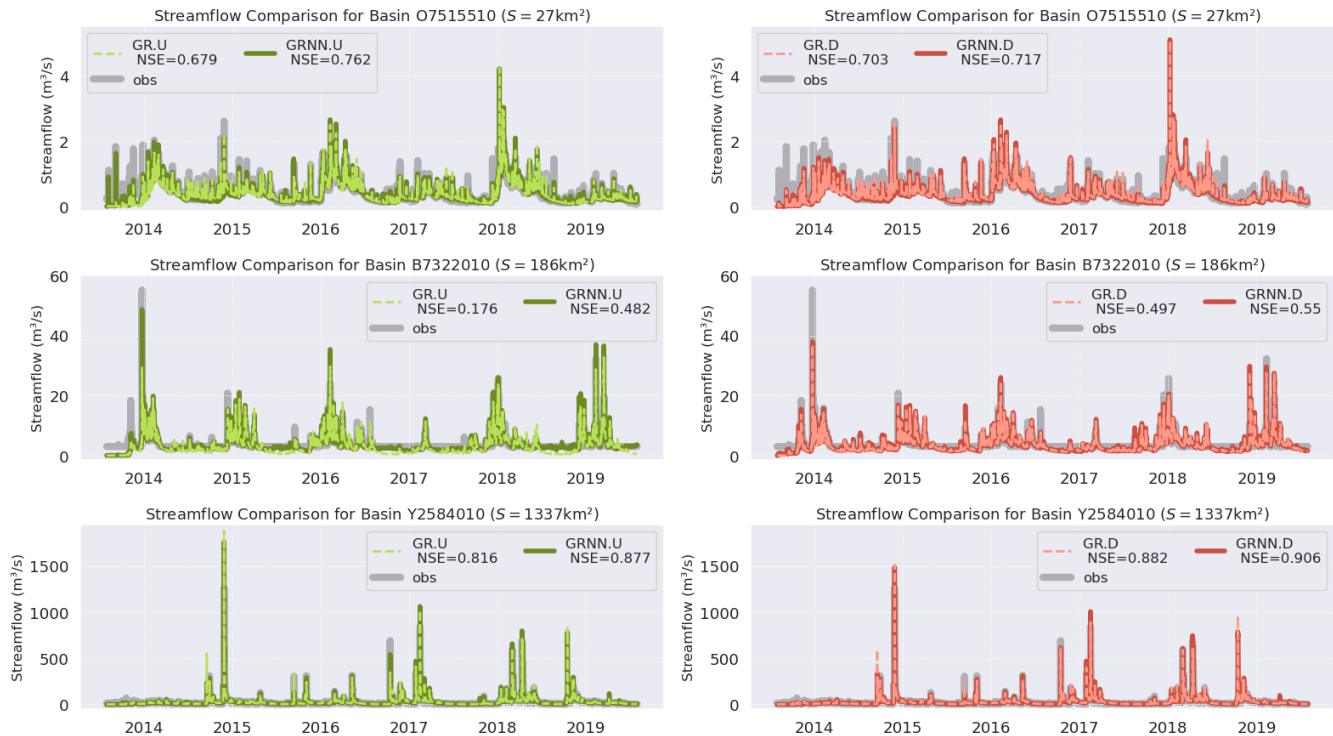 Streamflow Comparison for Basin O7515510 (S = 27km²)
GR.U
NSE=0.679
GRNN.U
NSE=0.762
obs
Streamflow (m³/s)
4
2
0
2014 2015 2016 2017 2018 2019
Streamflow Comparison for Basin O7515510 (S = 27km²)
GR.D
NSE=0.703
GRNN.D
NSE=0.717
obs
Streamflow (m³/s)
4
2
0
2014 2015 2016 2017 2018 2019
Streamflow Comparison for Basin B7322010 (S = 186km²)
GR.U
NSE=0.176
GRNN.U
NSE=0.482
obs
Streamflow (m³/s)
60
40
20
0
2014 2015 2016 2017 2018 2019
Streamflow Comparison for Basin B7322010 (S = 186km²)
GR.D
NSE=0.497
GRNN.D
NSE=0.55
obs
Streamflow (m³/s)
60
40
20
0
2014 2015 2016 2017 2018 2019
Streamflow Comparison for Basin Y2584010 (S = 1337km²)
GR.U
NSE=0.816
GRNN.U
NSE=0.877
obs
Streamflow (m³/s)
1500
1000
500
0
2014 2015 2016 2017 2018 2019
Streamflow Comparison for Basin Y2584010 (S = 1337km²)
GR.D
NSE=0.882
GRNN.D
NSE=0.906
obs
Streamflow (m³/s)
1500
1000
500
0
2014 2015 2016 2017 2018 2019